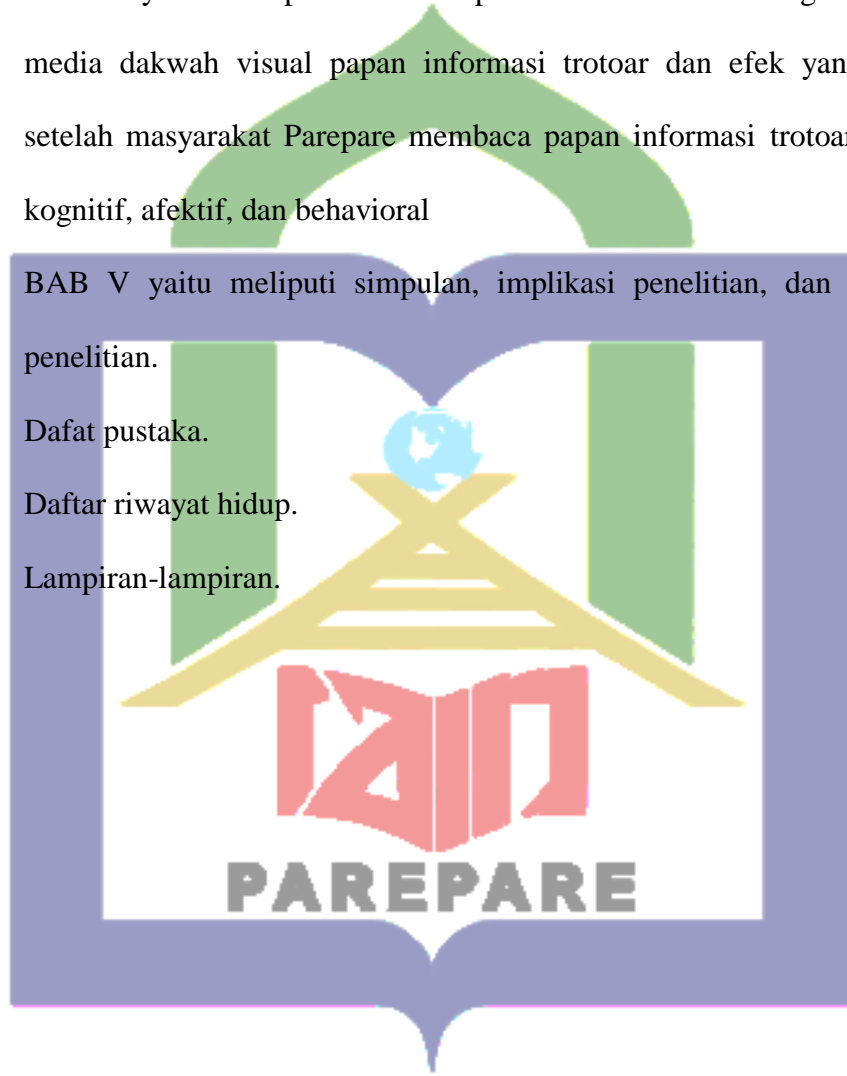 media dakwah visual papan informasi trotoar dan efek yan
setelah masyarakat Parepare membaca papan informasi trotoar
kognitif, afektif, dan behavioral
BAB V yaitu meliputi simpulan, implikasi penelitian, dan
penelitian.
Dafat pustaka.
Daftar riwayat hidup.
Lampiran-lampiran.
iain
PAREPARE